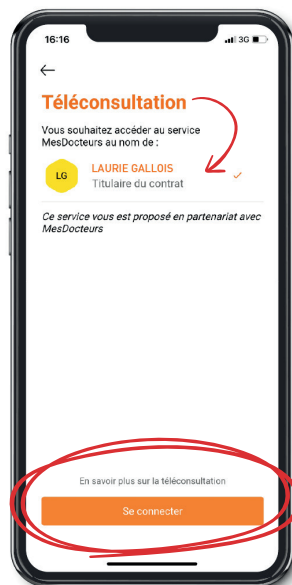 16:16
3G
Téléconsultation
Vous souhaitez accéder au service
MesDocteurs au nom de :
LG
LAURIE GALLOIS
Titulaire du contrat
Ce service vous est proposé en partenariat avec
MesDocteurs
En savoir plus sur la téléconsultation
Se connecter